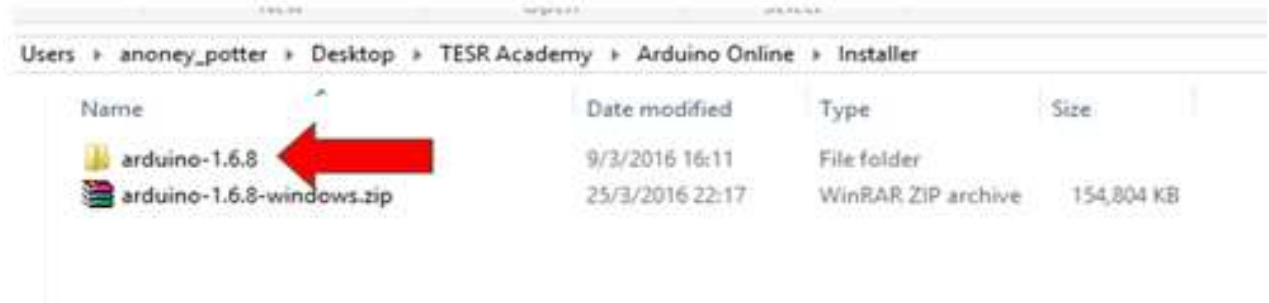 Users ▸ anoney_potter ▸ Desktop ▸ TESR Academy ▸ Arduino Online ▸ Installer
Name Date modified Type Size
arduino-1.6.8 9/3/2016 16:11 File folder
arduino-1.6.8-windows.zip 25/3/2016 22:17 WinRAR ZIP archive 154,804 KB